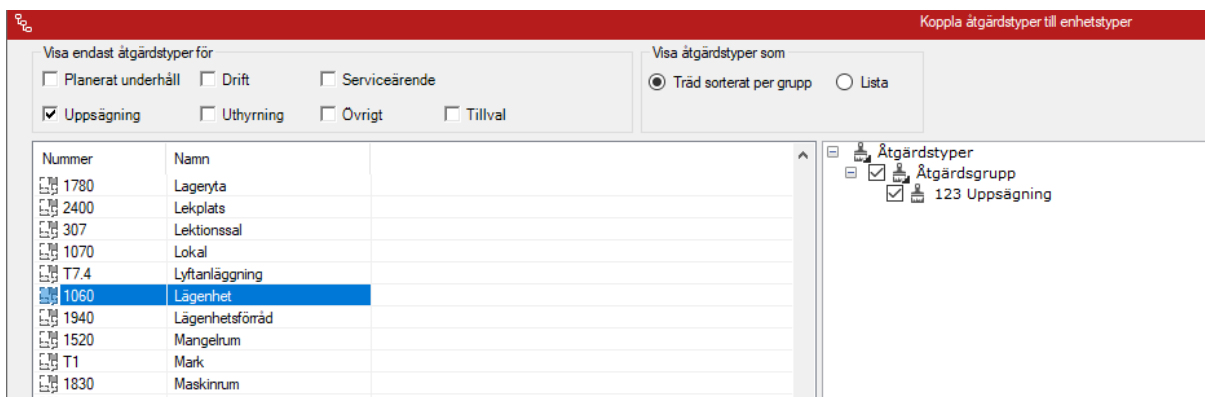 Koppla åtgärdstyper till enhetstyper
Visa endast åtgärdstyper för
Planerat underhåll Drift Serviceärende
Uppsägning Uthyrning Övrigt Tillval
Visa åtgärdstyper som
Träd sorterat per grupp Lista
Nummer Namn
1780 Lageryta
2400 Lekplats
307 Lektionssal
1070 Lokal
T7.4 Lyftanläggning
1060 Lägenhet
1940 Lägenhetsförråd
1520 Mangelrum
T1 Mark
1830 Maskinrum
Åtgärdstyper
Åtgärdsgrupp
123 Uppsägning